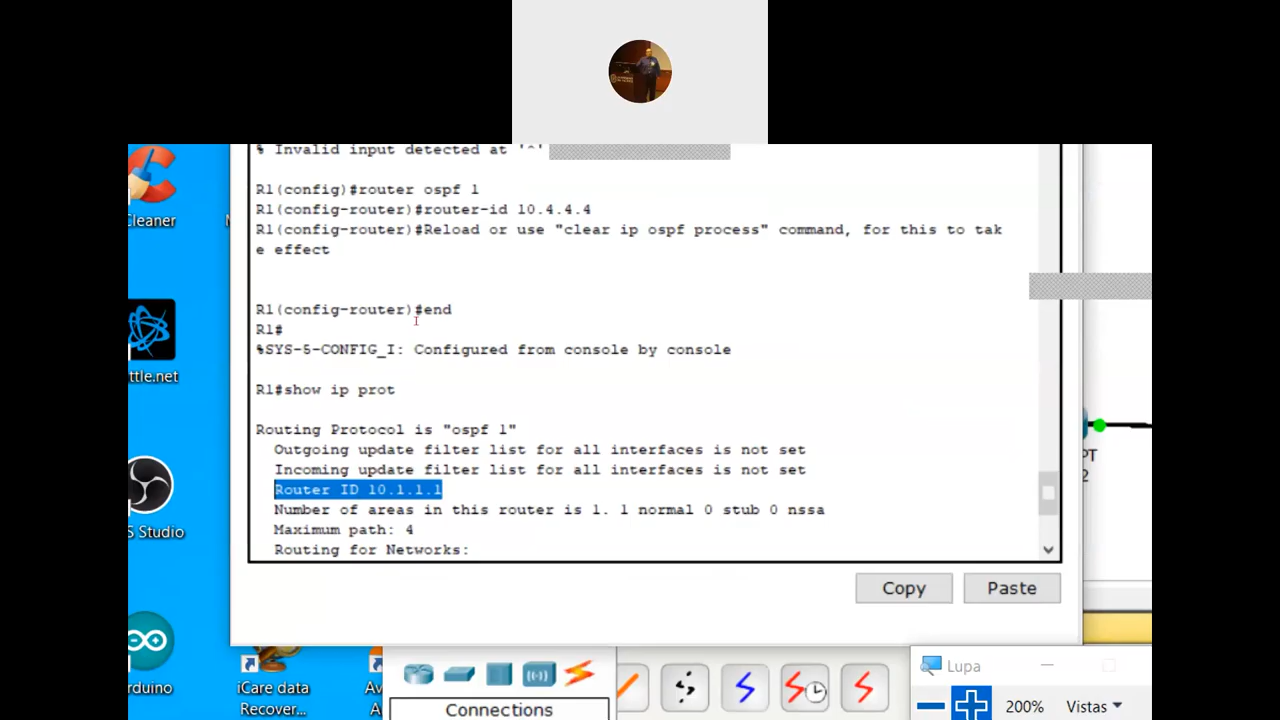 % Invalid input detected at '^'
R1(config)#router ospf 1
R1(config-router)#router-id 10.4.4.4
R1(config-router)#Reload or use "clear ip ospf process" command, for this to tak
e effect
R1(config-router)#end
R1#
%SYS-5-CONFIG_I: Configured from console by console
R1#show ip prot
Routing Protocol is "ospf 1"
Outgoing update filter list for all interfaces is not set
Incoming update filter list for all interfaces is not set
Router ID 10.1.1.1
Number of areas in this router is 1. 1 normal 0 stub 0 nssa
Maximum path: 4
Routing for Networks:
Copy
Paste
Cleaner
ttle.net
S Studio
rduino
iCare data
Recover...
Av
A
PT
2
Connections
Lupa
200%
Vistas